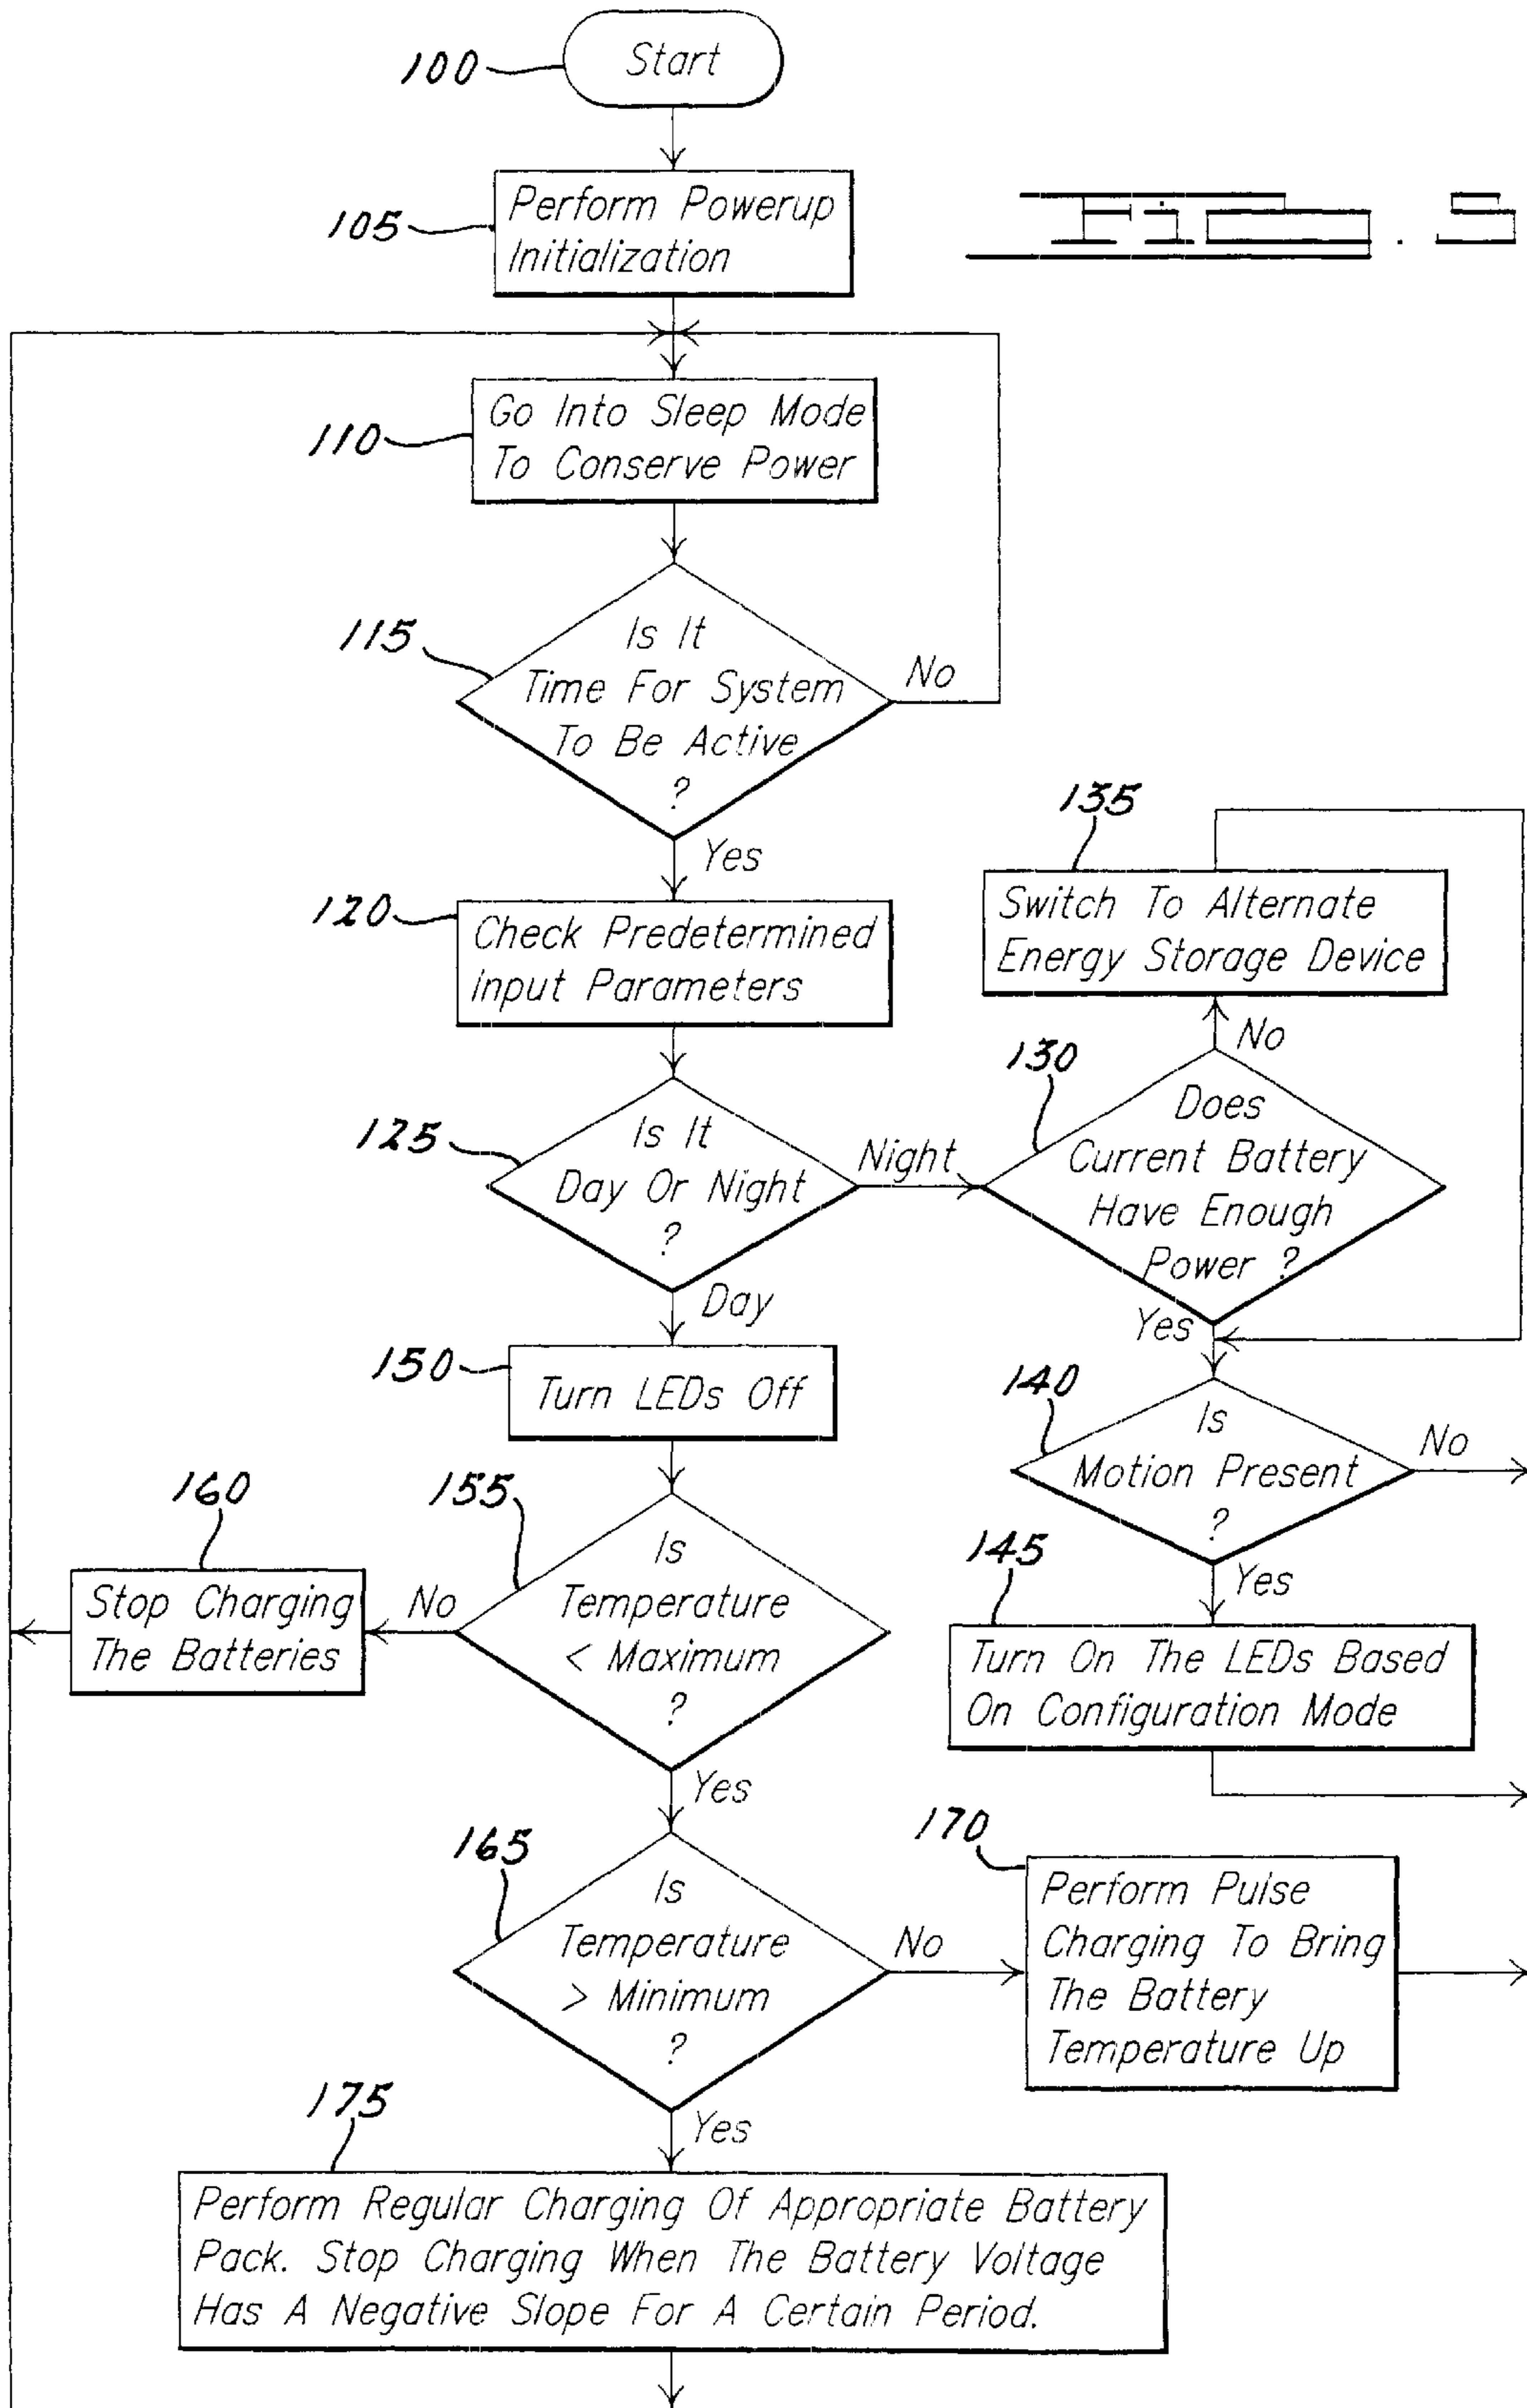 100
Start
105
Perform Powerup
Initialization
110
Go Into Sleep Mode
To Conserve Power
115
Is It
Time For System
To Be Active
?
No
Yes
120
Check Predetermined
Input Parameters
125
Is It
Day Or Night
?
Night
Day
130
Does
Current Battery
Have Enough
Power ?
No
Yes
135
Switch To Alternate
Energy Storage Device
140
Is
Motion Present
?
No
Yes
145
Turn On The LEDs Based
On Configuration Mode
150
Turn LEDs Off
155
Is
Temperature
< Maximum
?
No
Yes
160
Stop Charging
The Batteries
165
Is
Temperature
> Minimum
?
No
Yes
170
Perform Pulse
Charging To Bring
The Battery
Temperature Up
175
Perform Regular Charging Of Appropriate Battery
Pack. Stop Charging When The Battery Voltage
Has A Negative Slope For A Certain Period.